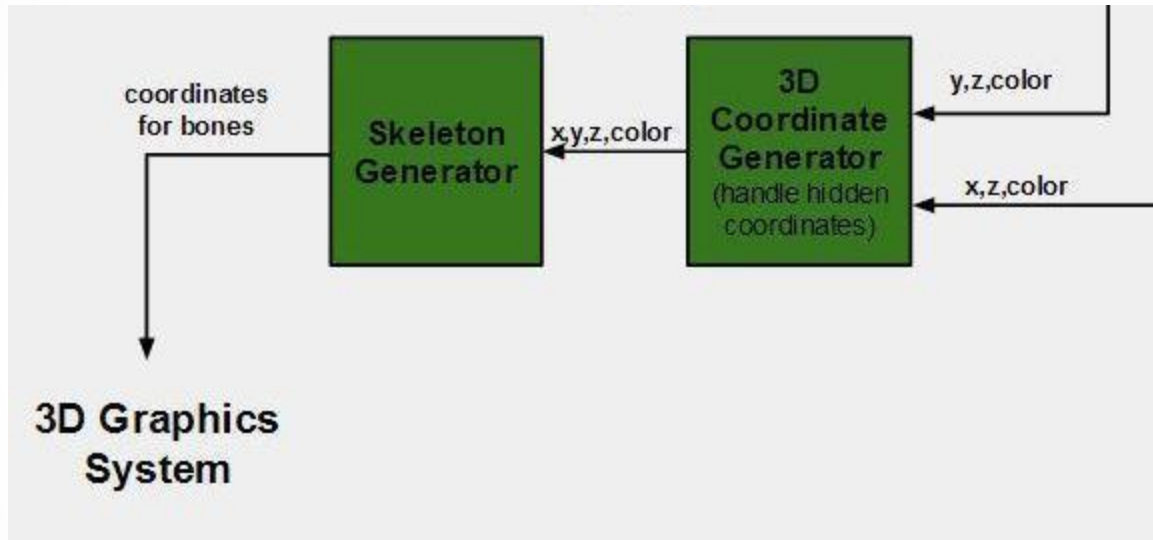 coordinates
for bones
Skeleton
Generator
x,y,z,color
3D
Coordinate
Generator
(handle hidden
coordinates)
y,z,color
x,z,color
3D Graphics
System